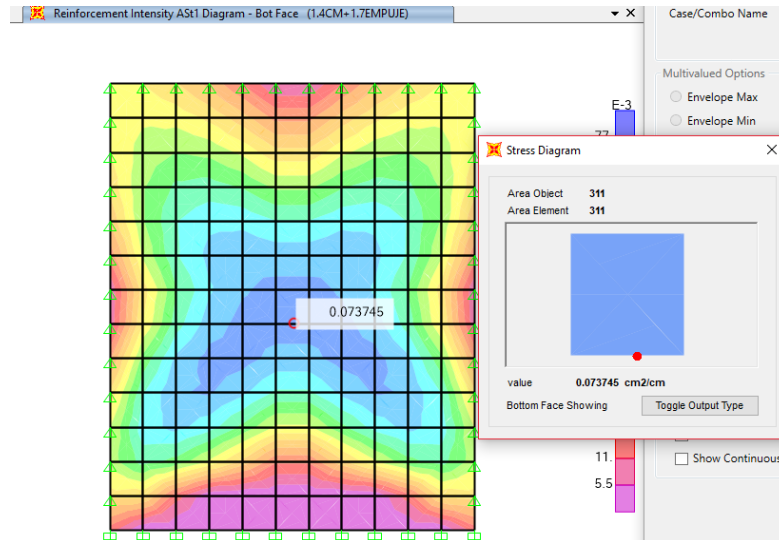 Reinforcement Intensity ASt1 Diagram - Bot Face (1.4CM+1.7EMPUJE)
Case/Combo Name
Multivalued Options
Envelope Max
Envelope Min
E-3
77.
Stress Diagram
Area Object 311
Area Element 311
0.073745
value 0.073745 cm2/cm
Bottom Face Showing Toggle Output Type
11.
Show Continuous
5.5